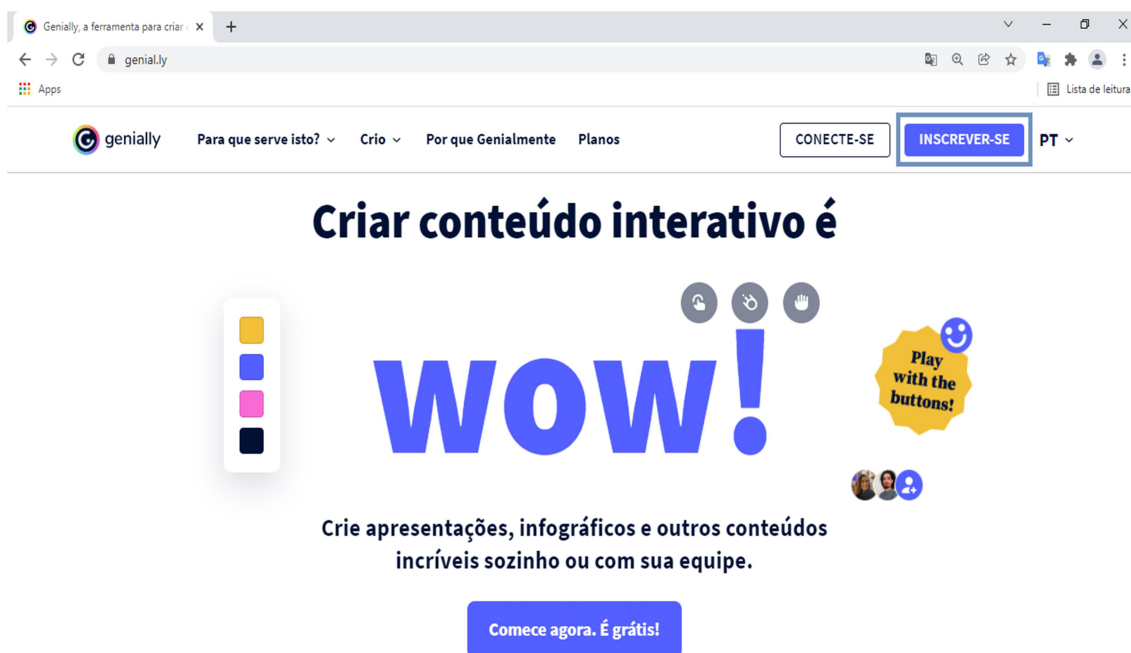 Genially, a ferramenta para criar
genial.ly
Apps
Lista de leitura
genially
Para que serve isto?
Crio
Por que Genialmente
Planos
CONECTE-SE
INSCREVER-SE
PT
Criar conteúdo interativo é
wow!
Play
with the
buttons!
Crie apresentações, infográficos e outros conteúdos
incríveis sozinho ou com sua equipe.
Comece agora. É grátis!